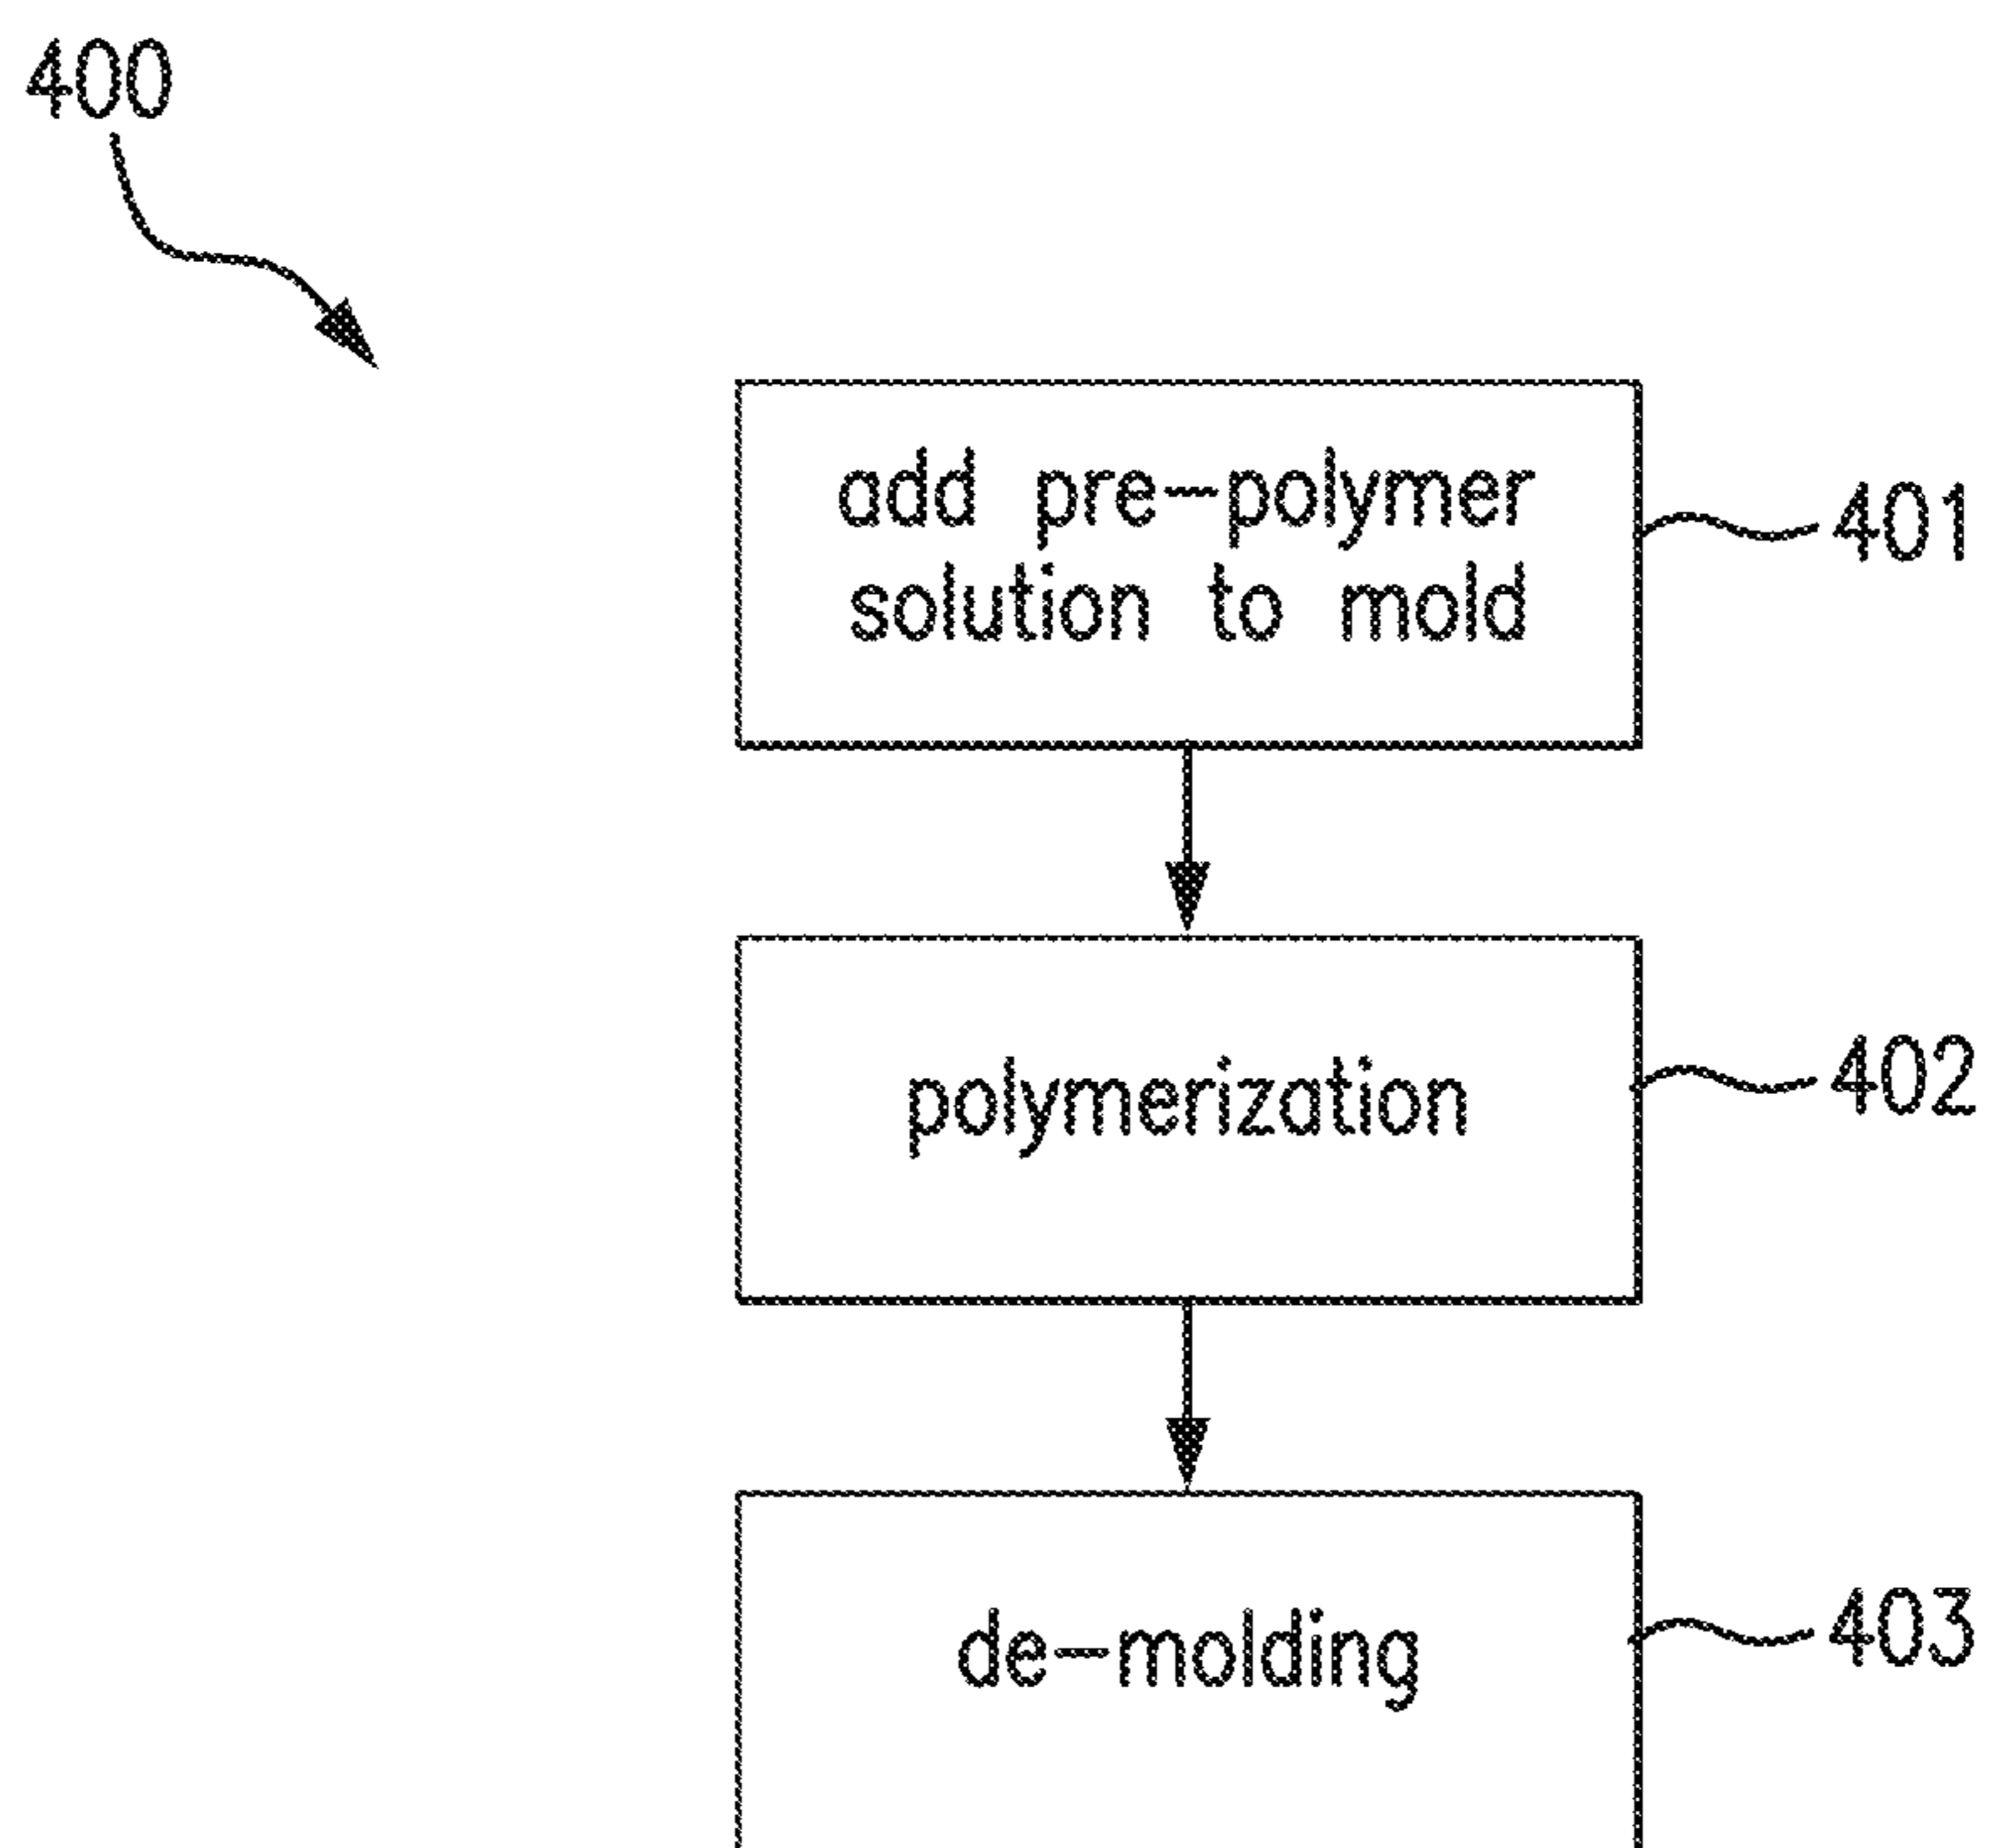 400
add pre-polymer
solution to mold
401
polymerization
402
de-molding
403